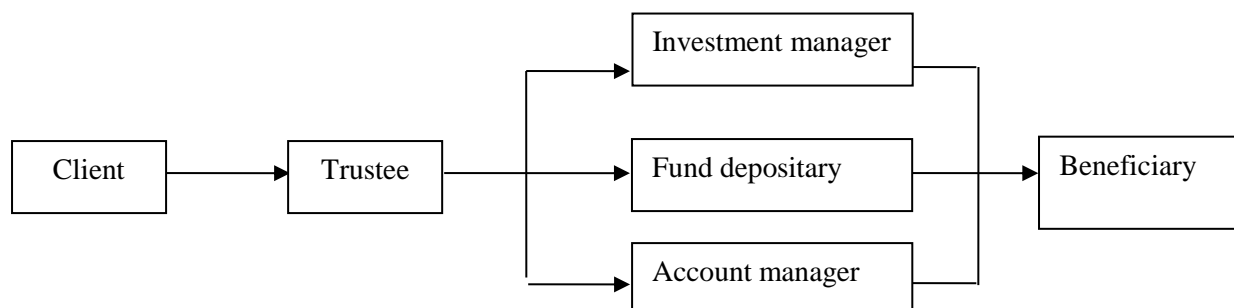 Investment manager
Client
Trustee
Fund depositary
Beneficiary
Account manager